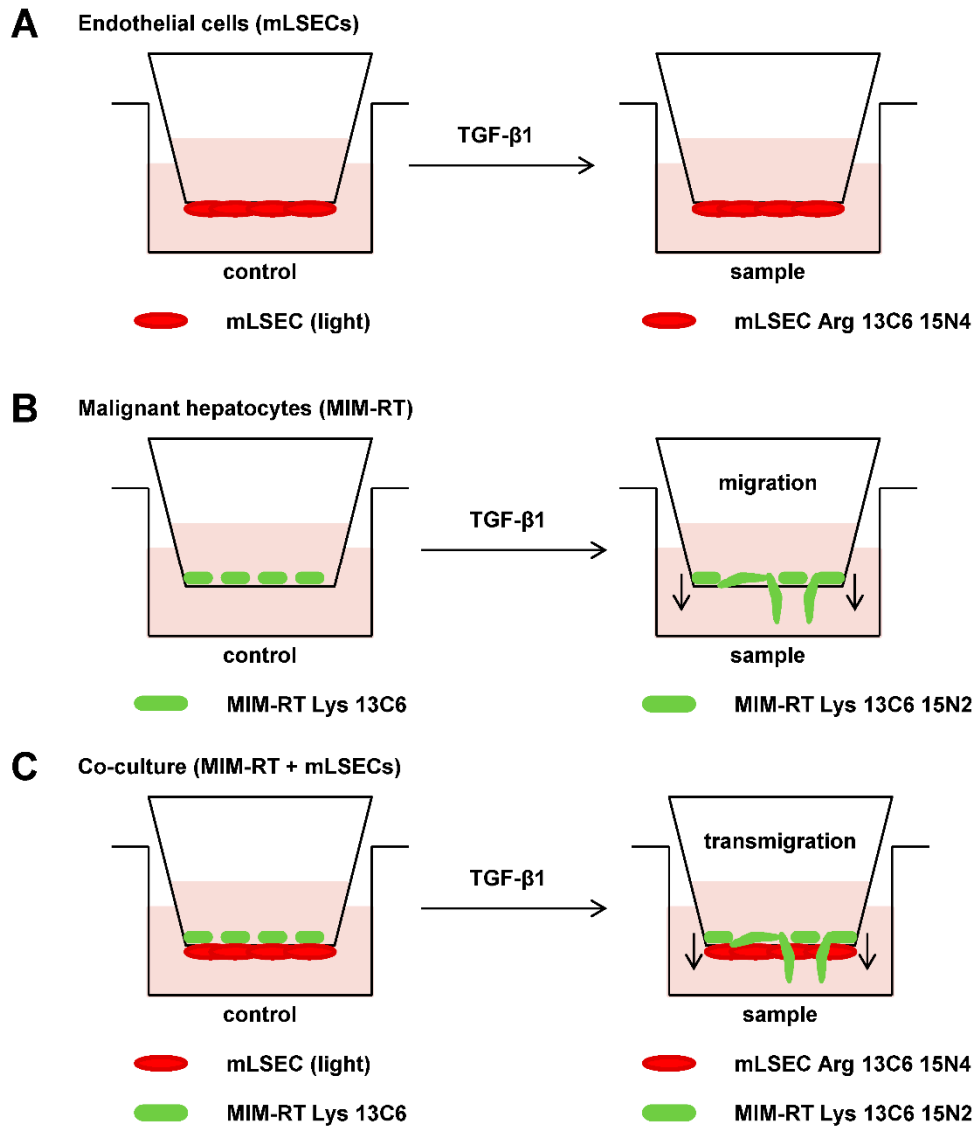 A Endothelial cells (mLSECs)
TGF-β1
control
sample
mLSEC (light)
mLSEC Arg 13C6 15N4
B Malignant hepatocytes (MIM-RT)
migration
TGF-β1
control
sample
MIM-RT Lys 13C6
MIM-RT Lys 13C6 15N2
C Co-culture (MIM-RT + mLSECs)
transmigration
TGF-β1
control
sample
mLSEC (light)
mLSEC Arg 13C6 15N4
MIM-RT Lys 13C6
MIM-RT Lys 13C6 15N2